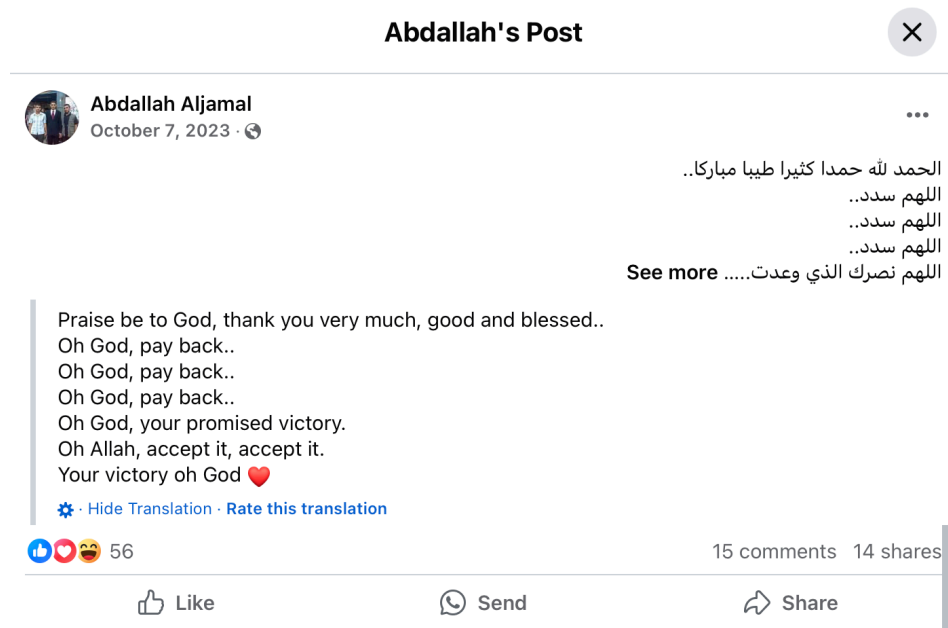 Abdallah's Post
Abdallah Aljamal
October 7, 2023 ·
الحمد لله حمدا كثيرا طيبا مباركا..
اللهم سدد..
اللهم سدد..
اللهم سدد..
اللهم نصرك الذي وعدت..... See more
Praise be to God, thank you very much, good and blessed..
Oh God, pay back..
Oh God, pay back..
Oh God, pay back..
Oh God, your promised victory.
Oh Allah, accept it, accept it.
Your victory oh God ❤️
· Hide Translation · Rate this translation
56 15 comments 14 shares
Like Send Share